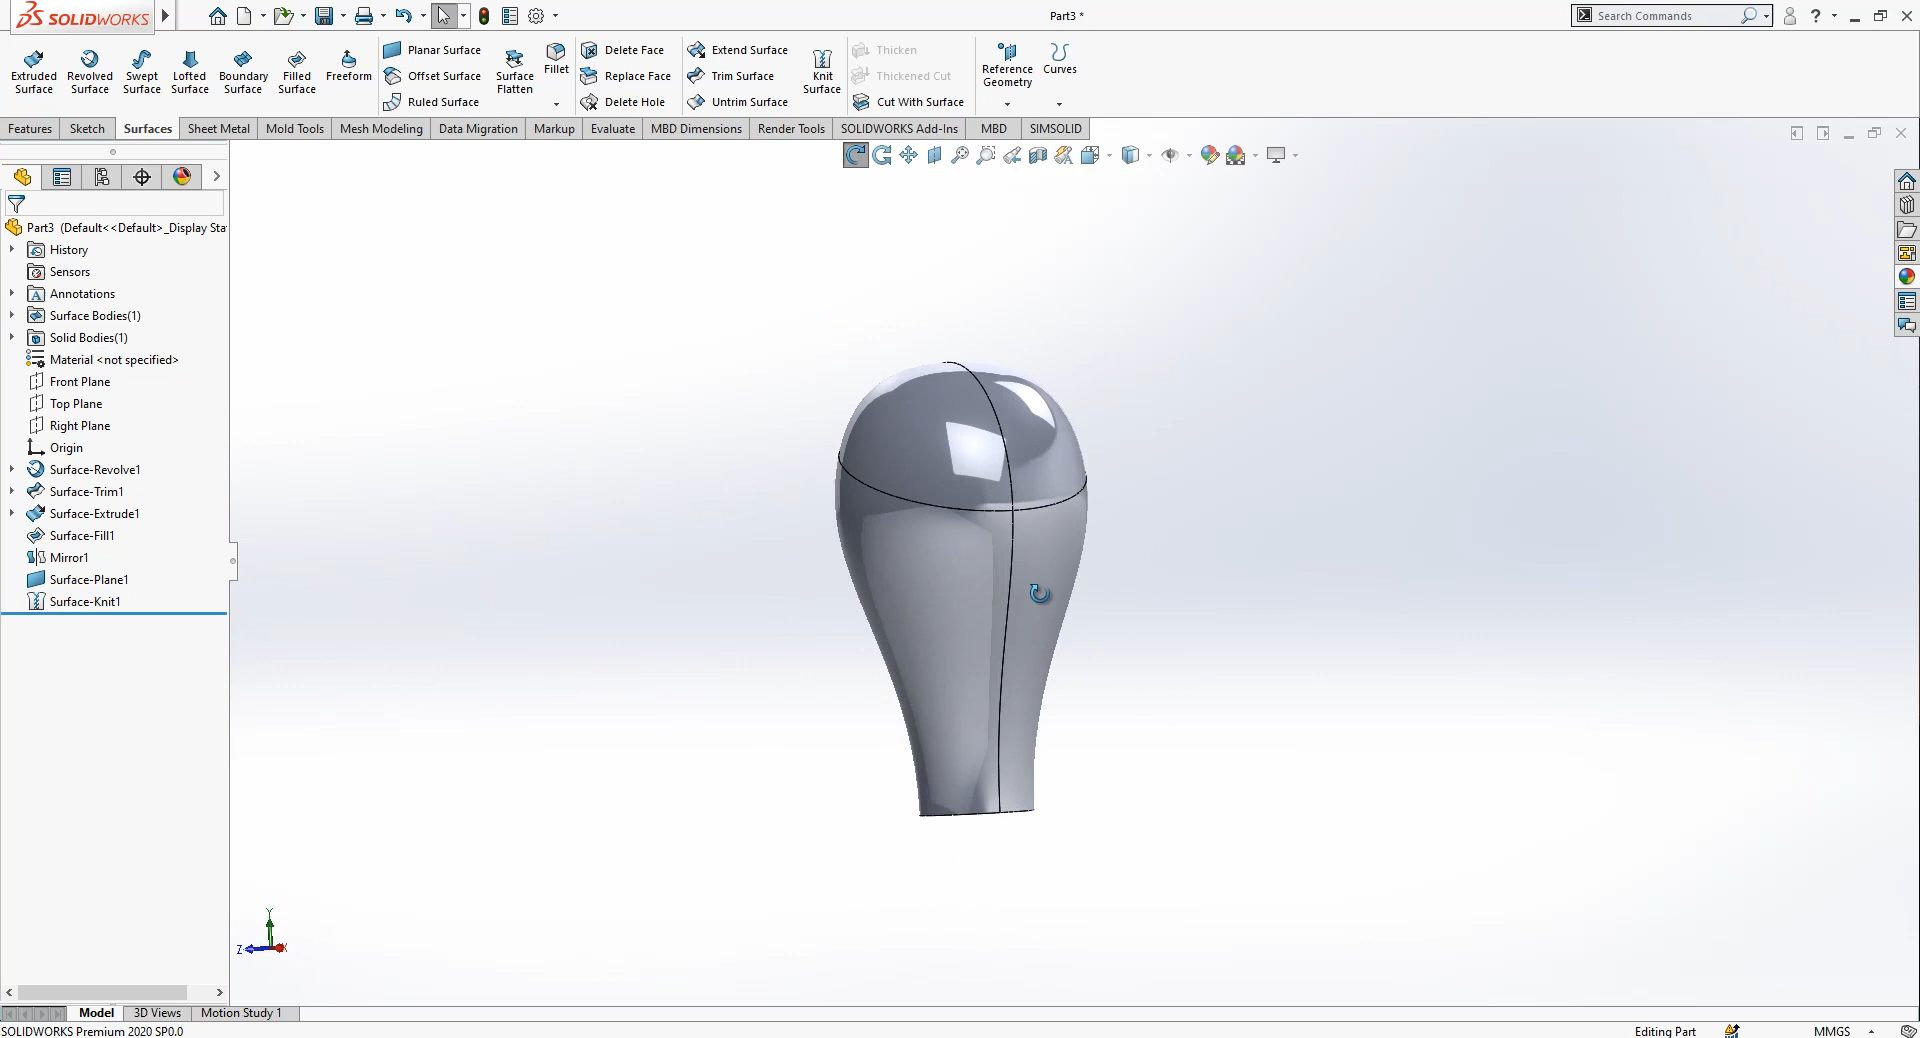 SOLIDWORKS
Part3 *
Search Commands
?
Extruded Surface
Revolved Surface
Swept Surface
Lofted Surface
Boundary Surface
Filled Surface
Freeform
Planar Surface
Offset Surface
Ruled Surface
Surface Flatten
Fillet
Delete Face
Replace Face
Delete Hole
Extend Surface
Trim Surface
Untrim Surface
Knit Surface
Thicken
Thickened Cut
Cut With Surface
Reference Geometry
Curves
Features
Sketch
Surfaces
Sheet Metal
Mold Tools
Mesh Modeling
Data Migration
Markup
Evaluate
MBD Dimensions
Render Tools
SOLIDWORKS Add-Ins
MBD
SIMSOLID
Part3 (Default<<Default>_Display Sta
History
Sensors
Annotations
Surface Bodies(1)
Solid Bodies(1)
Material <not specified>
Front Plane
Top Plane
Right Plane
Origin
Surface-Revolve1
Surface-Trim1
Surface-Extrude1
Surface-Fill1
Mirror1
Surface-Plane1
Surface-Knit1
Y
Z
X
Model
3D Views
Motion Study 1
SOLIDWORKS Premium 2020 SP0.0
Editing Part
MMGS